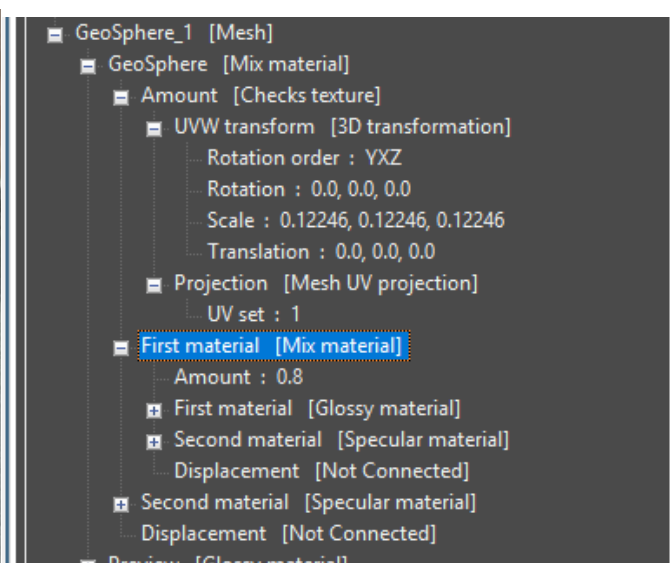 GeoSphere_1 [Mesh]
GeoSphere [Mix material]
Amount [Checks texture]
UVW transform [3D transformation]
Rotation order : YXZ
Rotation : 0.0, 0.0, 0.0
Scale : 0.12246, 0.12246, 0.12246
Translation : 0.0, 0.0, 0.0
Projection [Mesh UV projection]
UV set : 1
First material [Mix material]
Amount : 0.8
First material [Glossy material]
Second material [Specular material]
Displacement [Not Connected]
Second material [Specular material]
Displacement [Not Connected]
Preview [Glossy material]